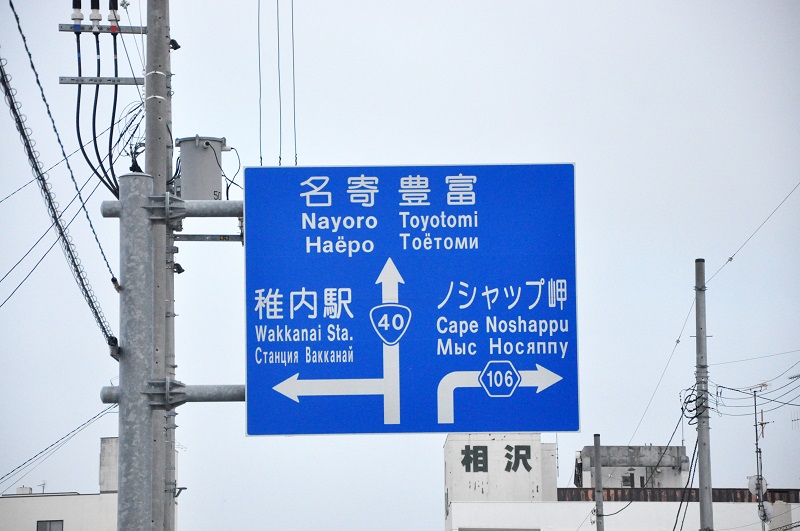 名寄 豊富
Nayoro Toyotomi
Наёро Тоётоми
稚内駅
Wakkanai Sta.
Станция Вакканай
40
ノシャップ岬
Cape Noshappu
Мыс Носяппу
106
相沢
50